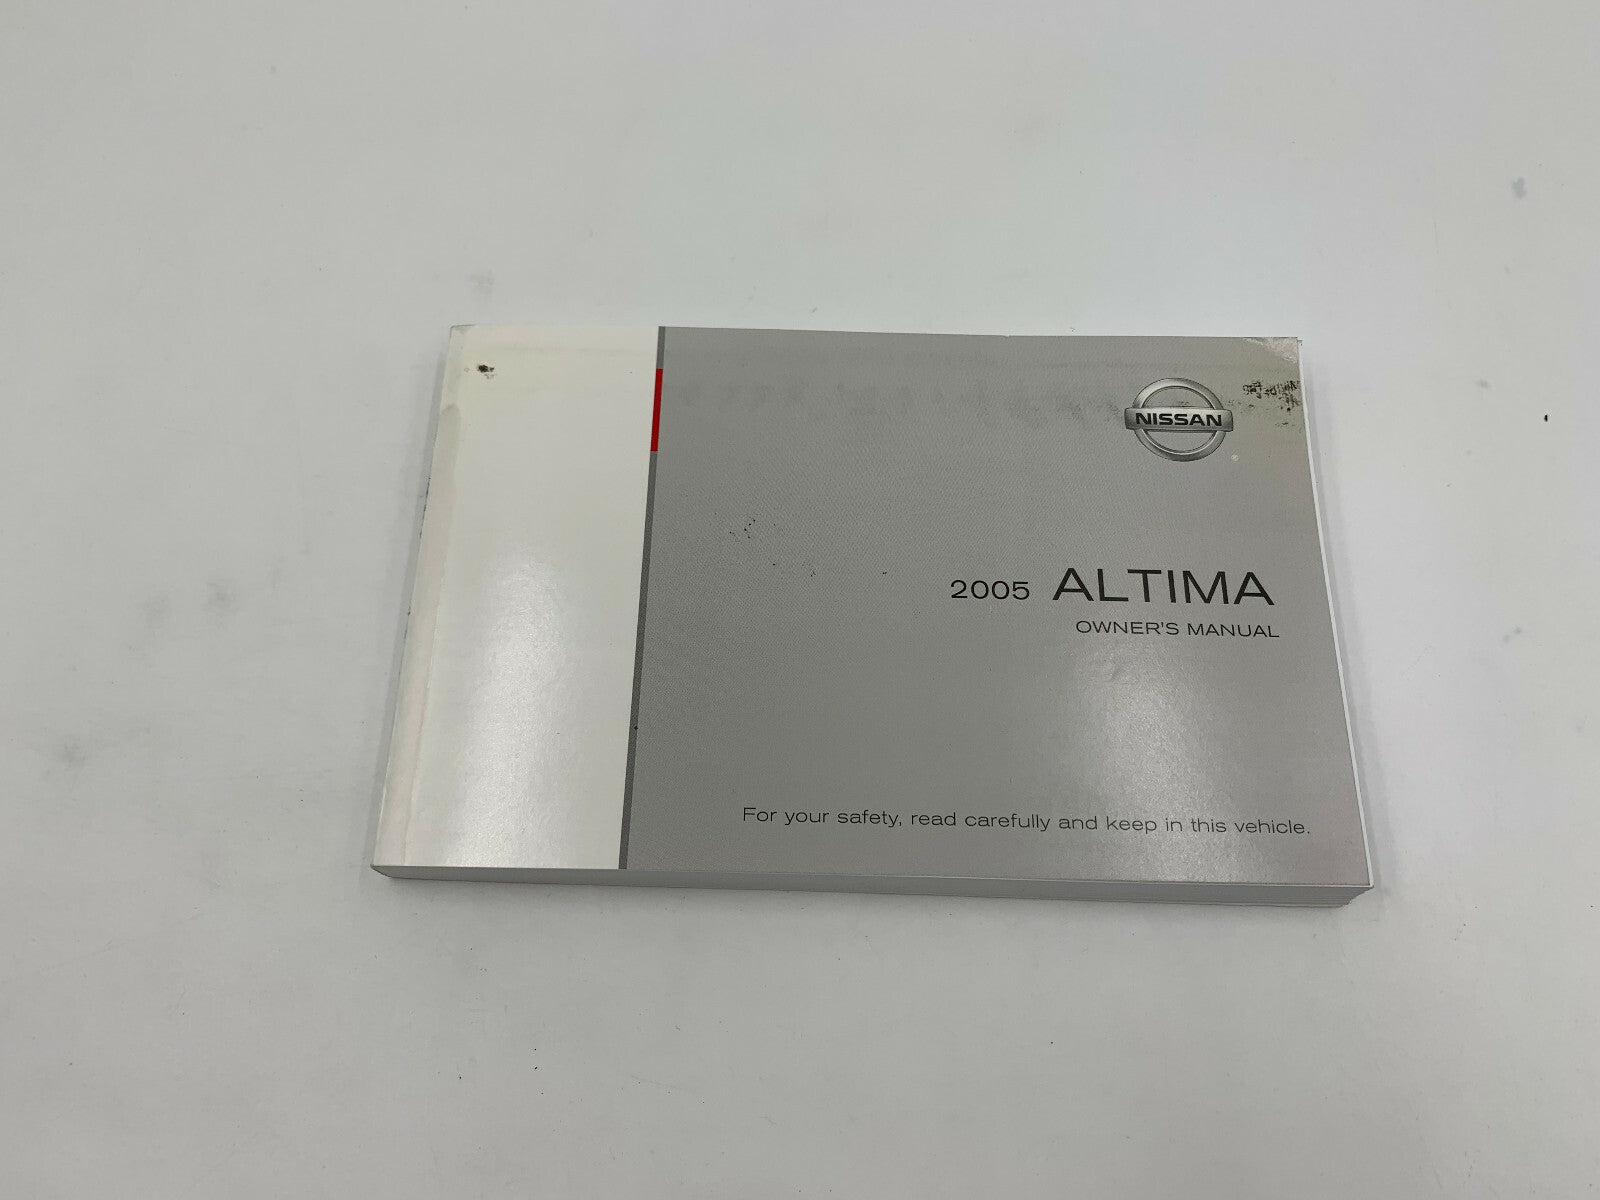 NISSAN
®
2005 ALTIMA
OWNER'S MANUAL
For your safety, read carefully and keep in this vehicle.